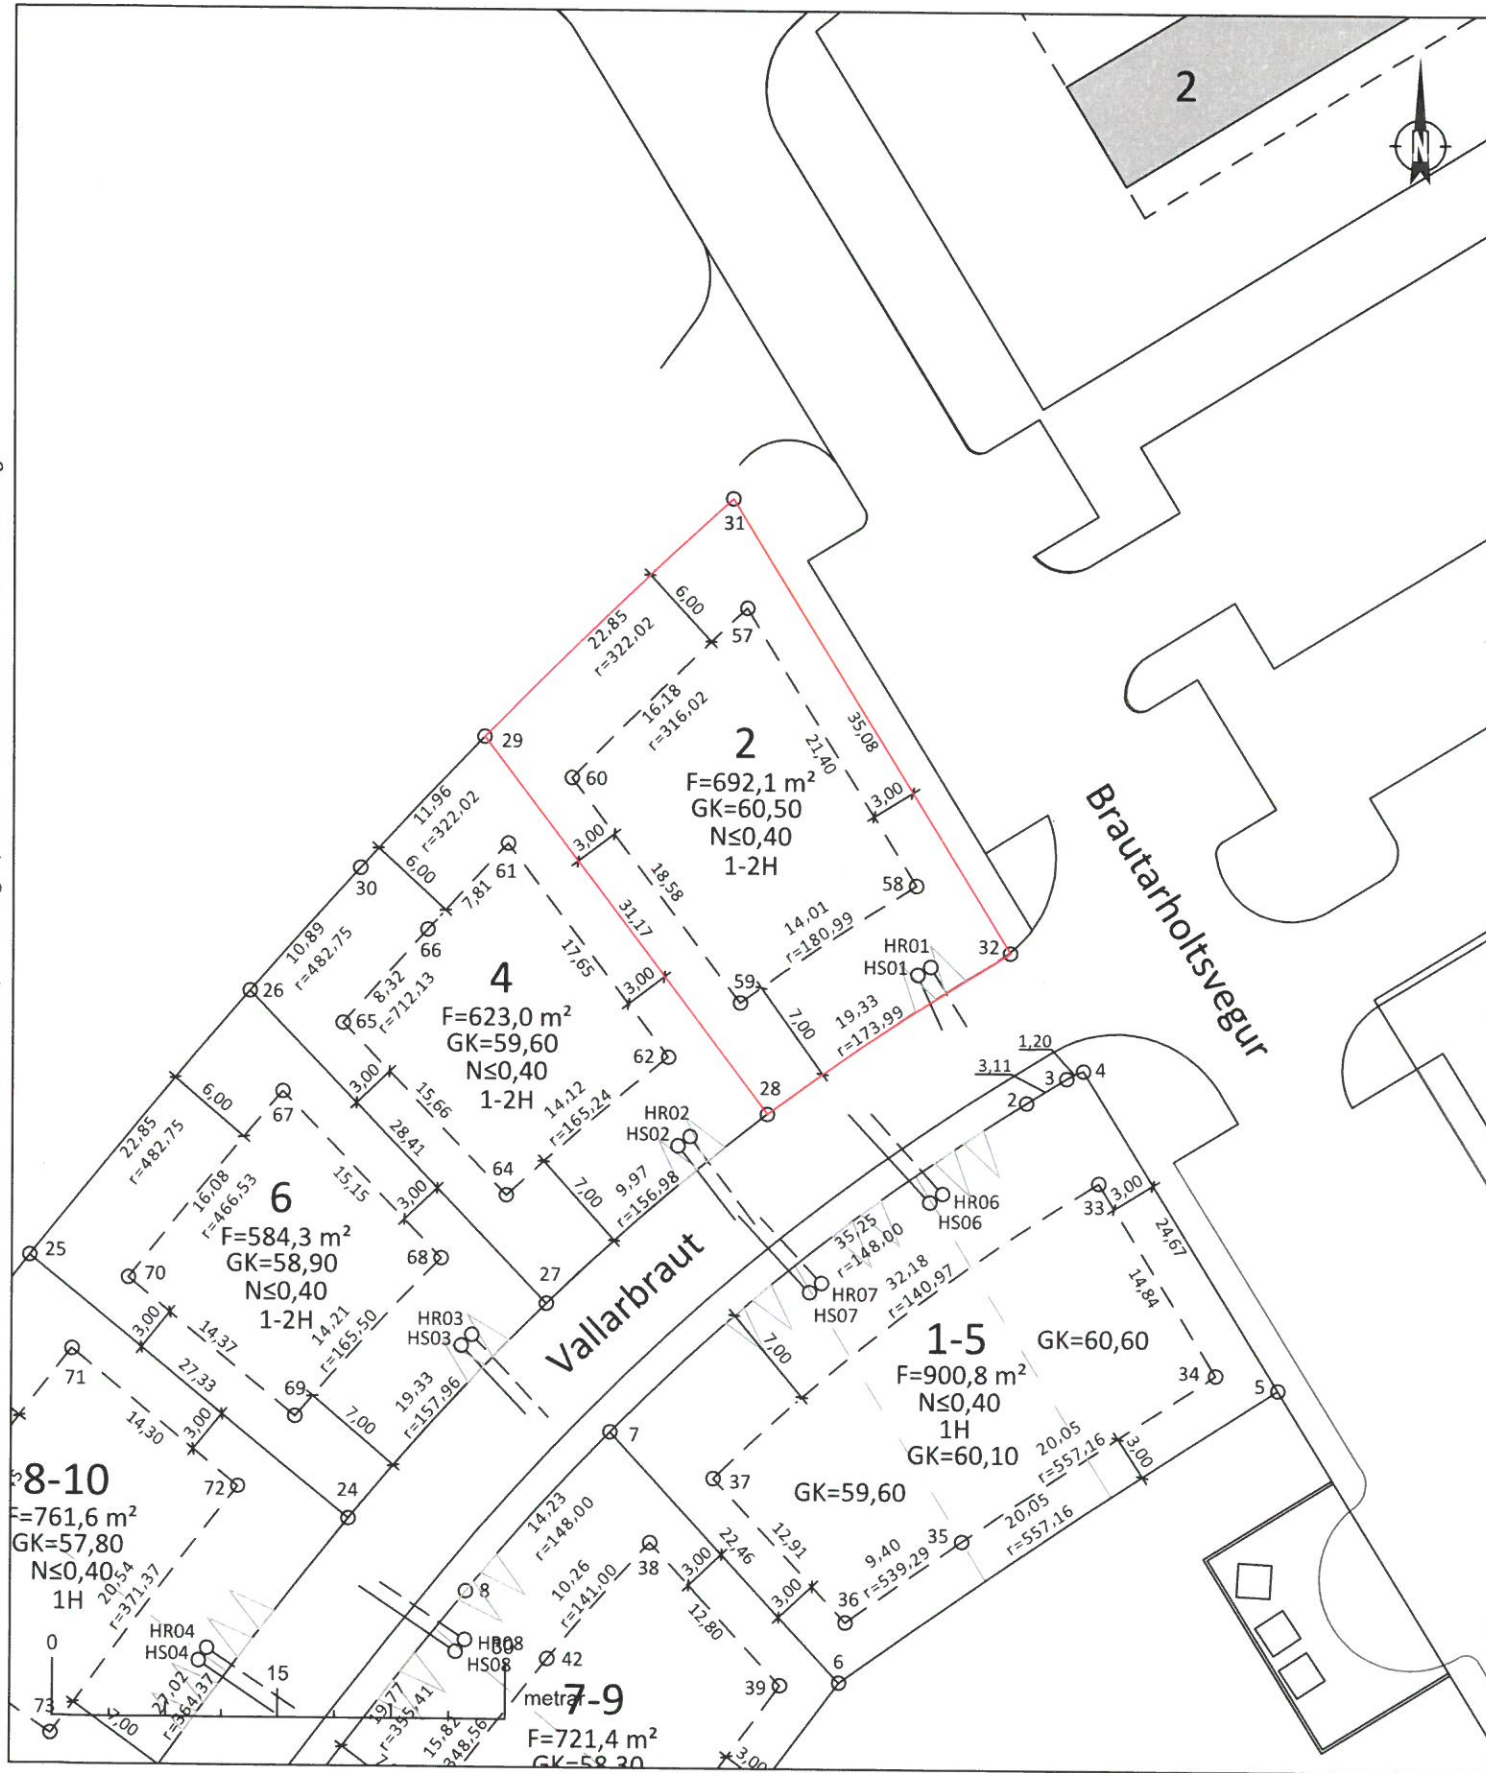 2
N
31
6,00
57
22,85
r=322,02
16,18
r=316,02
29
60
35,08
21,40
2
F=692,1 m²
GK=60,50
N≤0,40
1-2H
3,00
11,96
r=322,02
3,00
30
6,00
61
7,81
18,58
58
14,01
r=180,99
31,17
66
17,65
HR01
HS01
32
Brautarholtsvegur
10,89
r=482,75
26
8,32
r=712,13
65
4
F=623,0 m²
GK=59,60
N≤0,40
1-2H
3,00
59
7,00
19,33
r=173,99
62
1,20
3,11
3
4
2
28
6,00
67
3,00
15,66
14,12
r=165,24
HR02
HS02
22,85
r=482,75
28,41
15,15
64
7,00
9,97
r=156,98
HR06
HS06
33
3,00
24,67
16,08
r=466,53
6
F=584,3 m²
GK=58,90
N≤0,40
1-2H
3,00
68
25
70
27
Vallarbraut
35,25
r=148,00
32,18
r=140,97
HR07
HS07
14,84
3,00
14,37
14,21
r=165,50
HR03
HS03
7,00
1-5
F=900,8 m²
N≤0,40
1H
GK=60,10
GK=60,60
34
5
71
27,33
69
7,00
19,33
r=157,96
14,30
3,00
7
37
GK=59,60
20,05
r=557,16
3,00
8-10
F=761,6 m²
GK=57,80
N≤0,40
1H
72
24
14,23
r=148,00
20,05
r=557,16
35
12,91
22,46
3,00
38
9,40
r=539,29
20,54
r=371,37
8
10,26
r=141,00
3,00
36
12,80
HR04
HS04
HR08
HS08
42
6
39
0
15
30
metrar
73
7,00
27,02
r=364,37
19,77
r=355,41
15,82
348,56
7-9
F=721,4 m²
GK=58,30
3,00